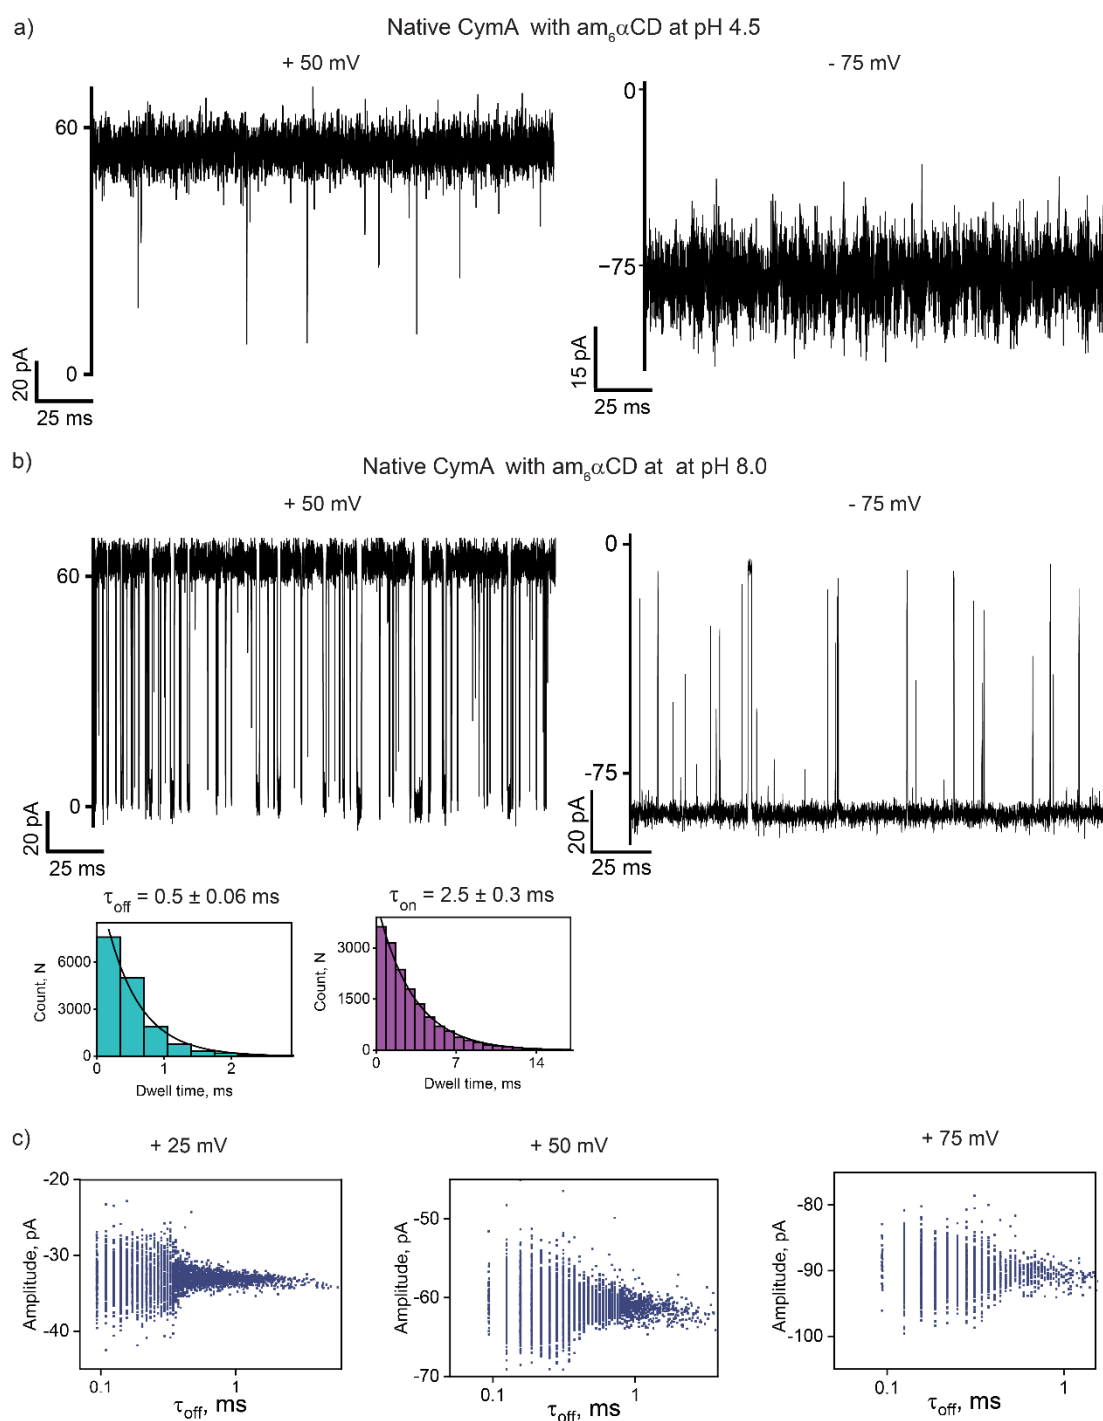 a)
Native CymA with am₆αCD at pH 4.5
+ 50 mV
- 75 mV
60
0
20 pA
25 ms
0
−75
15 pA
25 ms
b)
Native CymA with am₆αCD at at pH 8.0
+ 50 mV
- 75 mV
60
0
20 pA
25 ms
0
-75
20 pA
25 ms
τoff = 0.5 ± 0.06 ms
τon = 2.5 ± 0.3 ms
Count, N
6000
3000
0
0 1 2
Dwell time, ms
Count, N
3000
1500
0
0 7 14
Dwell time, ms
c)
+ 25 mV
+ 50 mV
+ 75 mV
Amplitude, pA
-20
-30
-40
0.1 1
τoff, ms
Amplitude, pA
-50
-60
-70
0.1 1
τoff, ms
Amplitude, pA
-80
-90
-100
0.1 1
τoff, ms